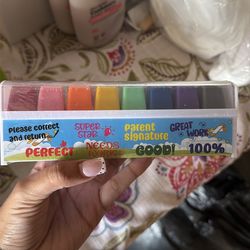 Please correct
and return
SUPER
STAR
Parent
signature
GREAT
WORK
PERFECT
NEEDS
GOOD!
100%